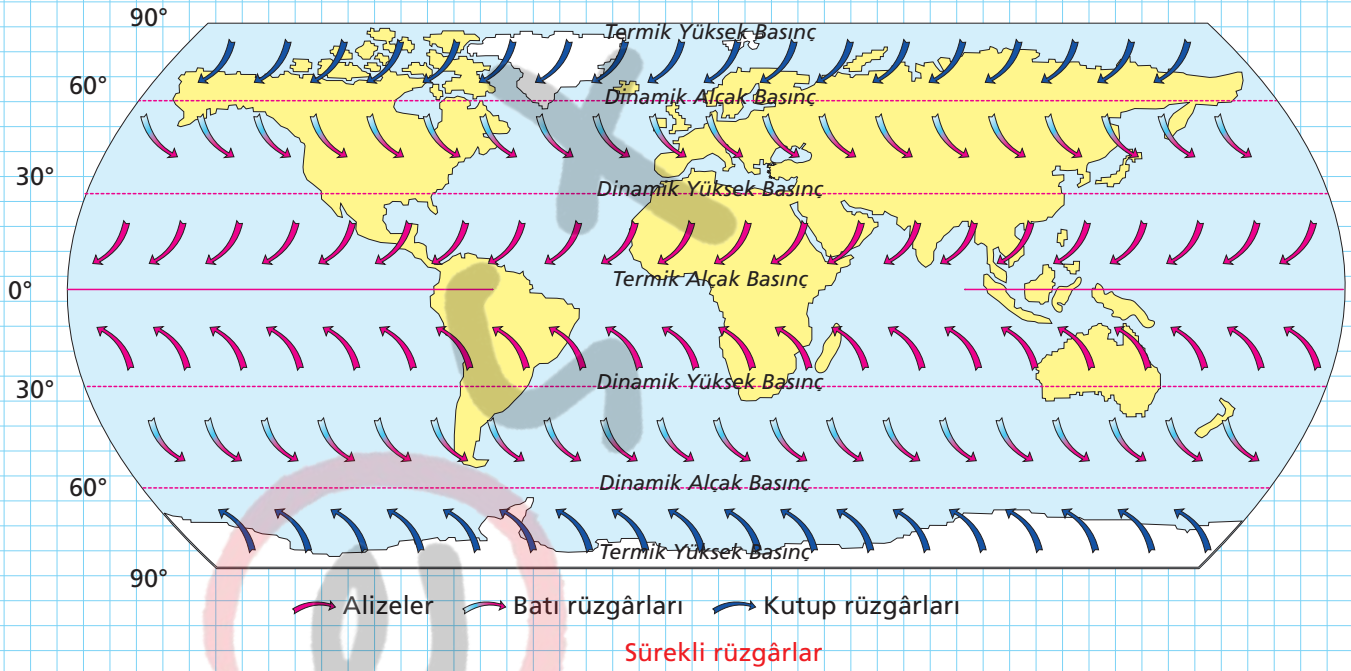 90°
Termik Yüksek Basınç
60°
Dinamik Alçak Basınç
30°
Dinamik Yüksek Basınç
Termik Alçak Basınç
0°
Dinamik Yüksek Basınç
30°
Dinamik Alçak Basınç
60°
Termik Yüksek Basınç
90°
Alizeler Batı rüzgârları Kutup rüzgârları
Sürekli rüzgârlar